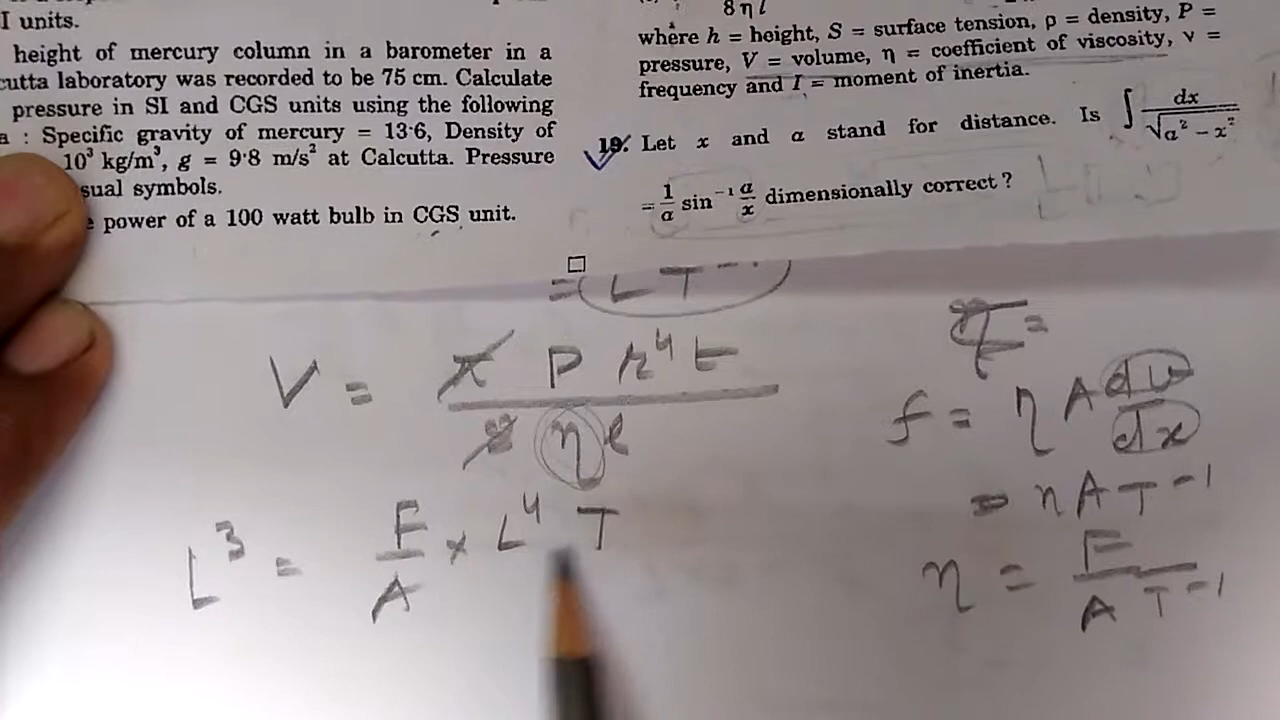 I units.
height of mercury column in a barometer in a
cutta laboratory was recorded to be 75 cm. Calculate
pressure in SI and CGS units using the following
a : Specific gravity of mercury = 13·6, Density of
10³ kg/m³, g = 9·8 m/s² at Calcutta. Pressure
sual symbols.
e power of a 100 watt bulb in CGS unit.
8 η l
where h = height, S = surface tension, ρ = density, P =
pressure, V = volume, η = coefficient of viscosity, ν =
frequency and I = moment of inertia.
19. Let x and a stand for distance. Is ∫ dx / √(a² − x²)
= 1/a sin⁻¹ a/x dimensionally correct ?
= L T⁻¹
V = π P r⁴ t / 8 η l
L³ = F/A × L⁴ T
η =
f = η A dv/dx
= η A T⁻¹
η = F / A T⁻¹